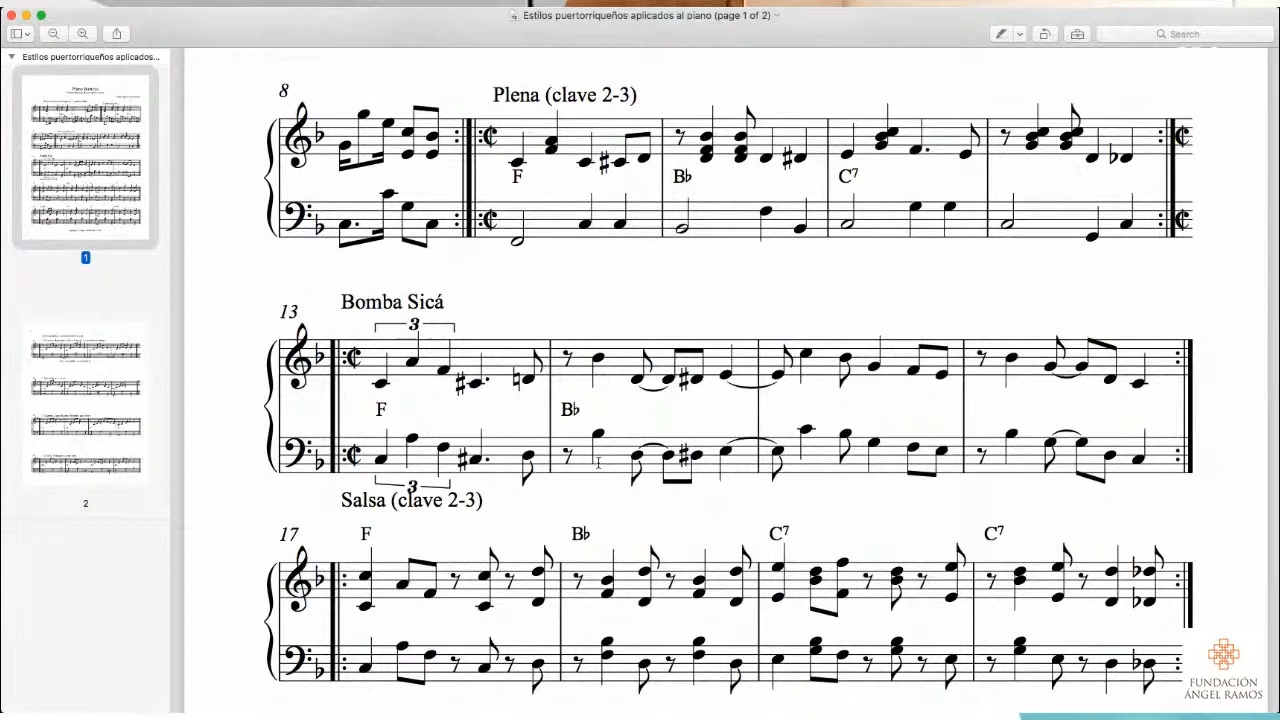 Estilos puertorriqueños aplicados al piano (page 1 of 2)
Search
Estilos puertorriqueños aplicados...
1
2
8
Plena (clave 2-3)
F
B♭
C7
13
Bomba Sicá
3
F
B♭
3
Salsa (clave 2-3)
17
F
B♭
C7
C7
FUNDACIÓN
ÁNGEL RAMOS